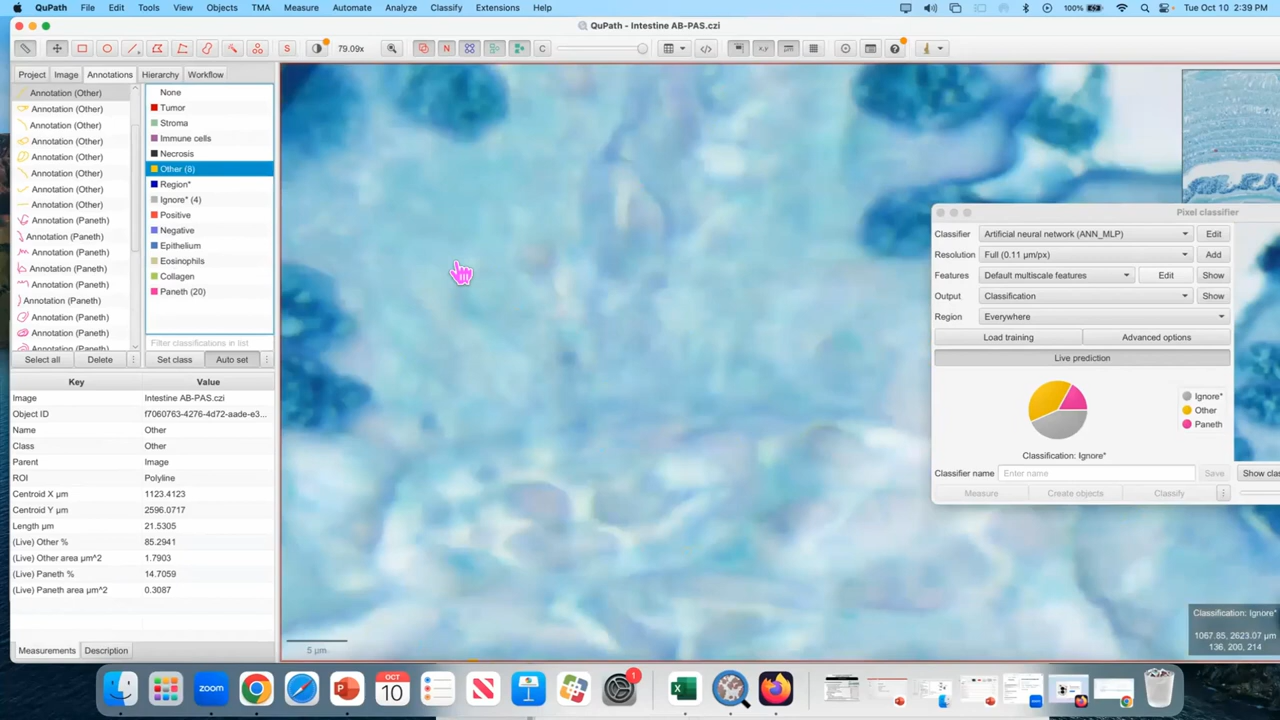 QuPath File Edit Tools View Objects TMA Measure Automate Analyze Classify Extensions Help 100% Tue Oct 10 2:39 PM
QuPath - Intestine AB-PAS.czi
S 79.09x N C x,y
Project Image Annotations Hierarchy Workflow
Annotation (Other)
Annotation (Other)
Annotation (Other)
Annotation (Other)
Annotation (Other)
Annotation (Other)
Annotation (Other)
Annotation (Other)
Annotation (Paneth)
Annotation (Paneth)
Annotation (Paneth)
Annotation (Paneth)
Annotation (Paneth)
Annotation (Paneth)
Annotation (Paneth)
Annotation (Paneth)
Annotation (Paneth)
None
Tumor
Stroma
Immune cells
Necrosis
Other (8)
Region*
Ignore* (4)
Positive
Negative
Epithelium
Eosinophils
Collagen
Paneth (20)
Filter classifications in list
Select all Delete Set class Auto set
Key Value
Image Intestine AB-PAS.czi
Object ID f7060763-4276-4d72-aade-e3...
Name Other
Class Other
Parent Image
ROI Polyline
Centroid X µm 1123.4123
Centroid Y µm 2596.0717
Length µm 21.5305
(Live) Other % 85.2941
(Live) Other area µm^2 1.7903
(Live) Paneth % 14.7059
(Live) Paneth area µm^2 0.3087
Measurements Description
5 µm
Pixel classifier
Classifier Artificial neural network (ANN_MLP) Edit
Resolution Full (0.11 µm/px) Add
Features Default multiscale features Edit Show
Output Classification Show
Region Everywhere
Load training Advanced options
Live prediction
Ignore*
Other
Paneth
Classification: Ignore*
Classifier name Enter name Save Show clas
Measure Create objects Classify
Classification: Ignore*
1067.85, 2623.07 µm
136, 200, 214
zoom
OCT
10
1